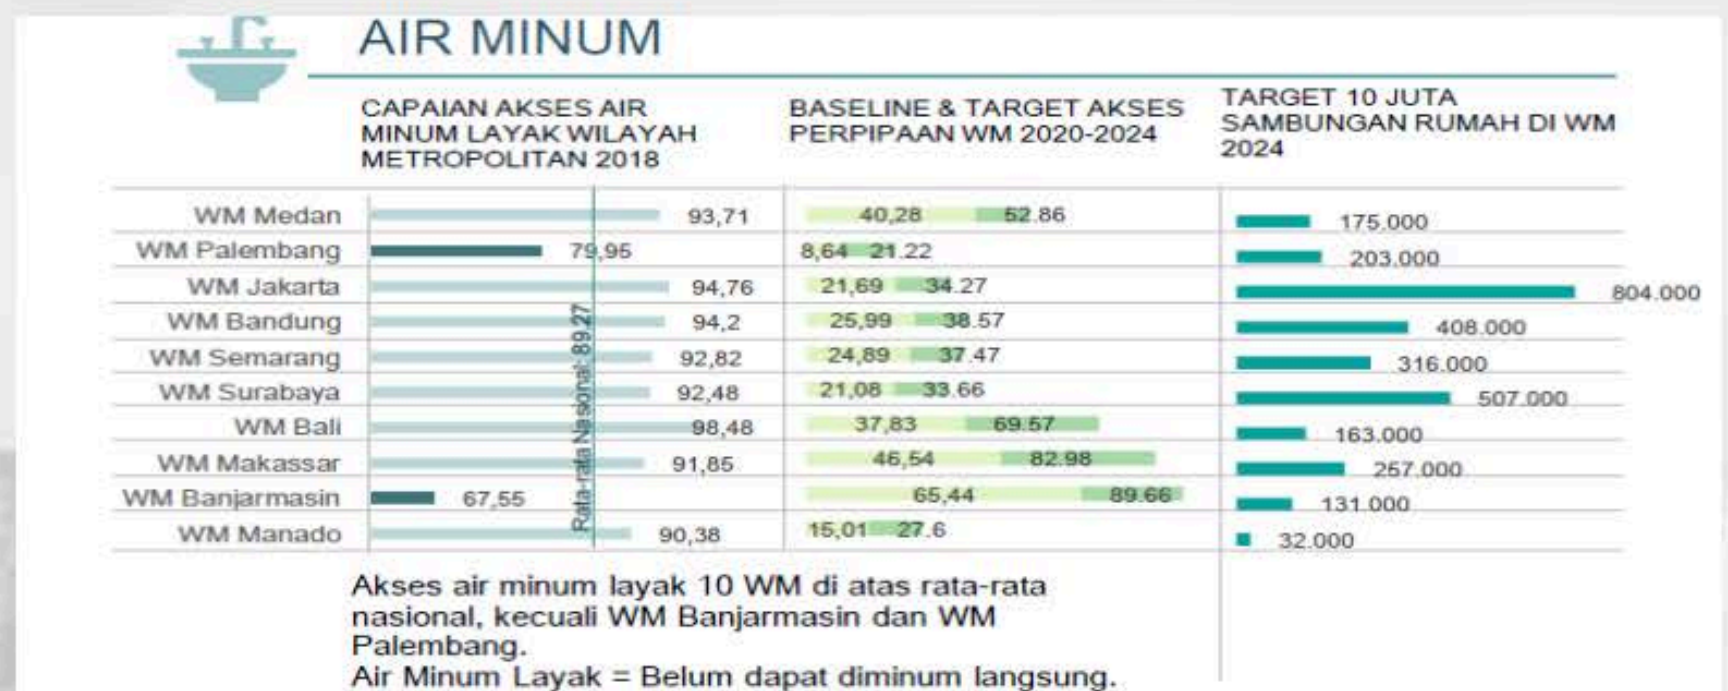 AIR MINUM
CAPAIAN AKSES AIR
MINUM LAYAK WILAYAH
METROPOLITAN 2018
BASELINE & TARGET AKSES
PERPIPAAN WM 2020-2024
TARGET 10 JUTA
SAMBUNGAN RUMAH DI WM
2024
WM Medan 93,71 40,28 52.86 175.000
WM Palembang 79,95 8,64 21.22 203.000
WM Jakarta 94,76 21,69 34.27 804.000
WM Bandung 94,2 25,99 38.57 408.000
WM Semarang 92,82 24,89 37.47 316.000
WM Surabaya 92,48 21,08 33.66 507.000
WM Bali 98,48 37,83 69.57 163.000
WM Makassar 91,85 46,54 82.98 257.000
WM Banjarmasin 67,55 65,44 89.66 131.000
WM Manado 90,38 15,01 27.6 32.000
Rata-rata Nasional: 89.27
Akses air minum layak 10 WM di atas rata-rata
nasional, kecuali WM Banjarmasin dan WM
Palembang.
Air Minum Layak = Belum dapat diminum langsung.